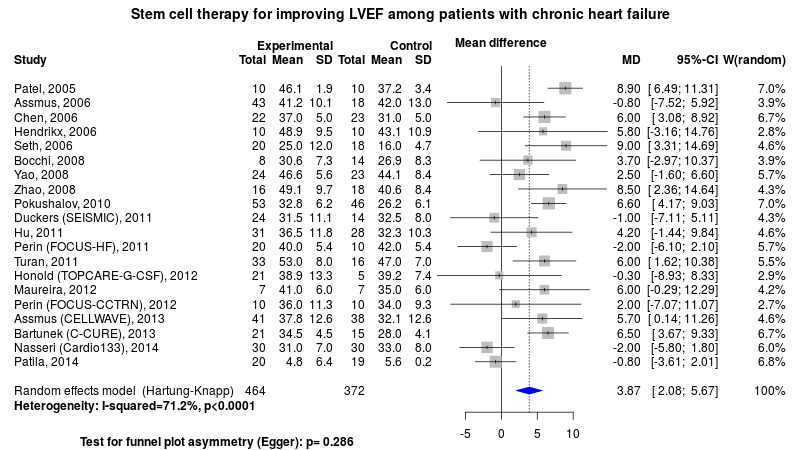 Stem cell therapy for improving LVEF among patients with chronic heart failure
Experimental Control Mean difference
Study Total Mean SD Total Mean SD MD 95%-CI W(random)
Patel, 2005 10 46.1 1.9 10 37.2 3.4 8.90 [ 6.49; 11.31] 7.0%
Assmus, 2006 43 41.2 10.1 18 42.0 13.0 -0.80 [ -7.52; 5.92] 3.9%
Chen, 2006 22 37.0 5.0 23 31.0 5.0 6.00 [ 3.08; 8.92] 6.7%
Hendrikx, 2006 10 48.9 9.5 10 43.1 10.9 5.80 [ -3.16; 14.76] 2.8%
Seth, 2006 20 25.0 12.0 18 16.0 4.7 9.00 [ 3.31; 14.69] 4.6%
Bocchi, 2008 8 30.6 7.3 14 26.9 8.3 3.70 [ -2.97; 10.37] 4.0%
Yao, 2008 24 46.6 5.6 23 44.1 8.4 2.50 [ -1.60; 6.60] 5.7%
Zhao, 2008 16 49.1 9.7 18 40.6 8.4 8.50 [ 2.36; 14.64] 4.3%
Pokushalov, 2010 53 32.8 6.2 46 26.2 6.1 6.60 [ 4.17; 9.03] 7.0%
Duckers (SEISMIC), 2011 24 31.5 11.1 14 32.5 8.0 -1.00 [ -7.11; 5.11] 4.3%
Hu, 2011 31 36.5 11.8 28 32.3 10.3 4.20 [ -1.44; 9.84] 4.6%
Perin (FOCUS-HF), 2011 20 40.0 5.4 10 42.0 5.4 -2.00 [ -6.10; 2.10] 5.7%
Turan, 2011 33 53.0 8.0 16 47.0 7.0 6.00 [ 1.62; 10.38] 5.5%
Honold (TOPCARE-G-CSF), 2012 21 38.9 13.3 5 39.2 7.4 -0.30 [ -8.93; 8.33] 2.9%
Maureira, 2012 7 41.0 6.0 7 35.0 6.0 6.00 [ -0.29; 12.29] 4.2%
Perin (FOCUS-CCTRN), 2012 10 36.0 11.3 10 34.0 9.3 2.00 [ -7.07; 11.07] 2.7%
Assmus (CELLWAVE), 2013 41 37.8 12.6 38 32.1 12.6 5.70 [ 0.14; 11.26] 4.7%
Bartunek (C-CURE), 2013 21 34.5 4.5 15 28.0 4.1 6.50 [ 3.67; 9.33] 6.7%
Nasseri (Cardio133), 2014 30 31.0 7.0 30 33.0 8.0 -2.00 [ -5.80; 1.80] 6.0%
Patila, 2014 20 4.8 6.4 19 5.6 0.2 -0.80 [ -3.61; 2.01] 6.8%
Random effects model (Hartung-Knapp) 464 372 3.87 [ 2.08; 5.67] 100%
Heterogeneity: I-squared=71.2%, p<0.0001
-5 0 5 10
Test for funnel plot asymmetry (Egger): p= 0.286